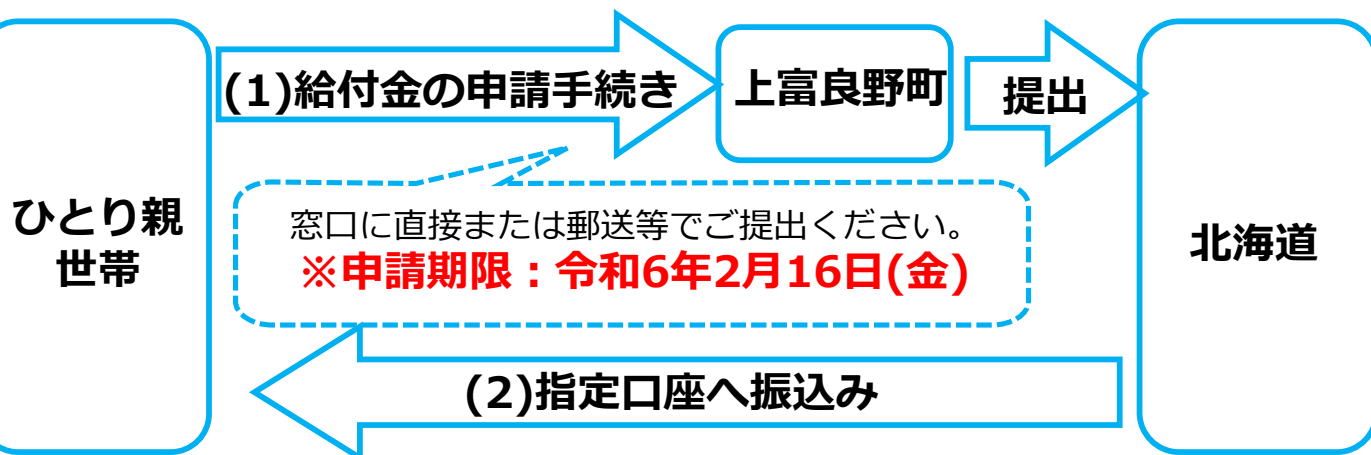 (1)給付金の申請手続き
上富良野町
提出
ひとり親
世帯
窓口に直接または郵送等でご提出ください。
※申請期限：令和6年2月16日(金)
北海道
(2)指定口座へ振込み